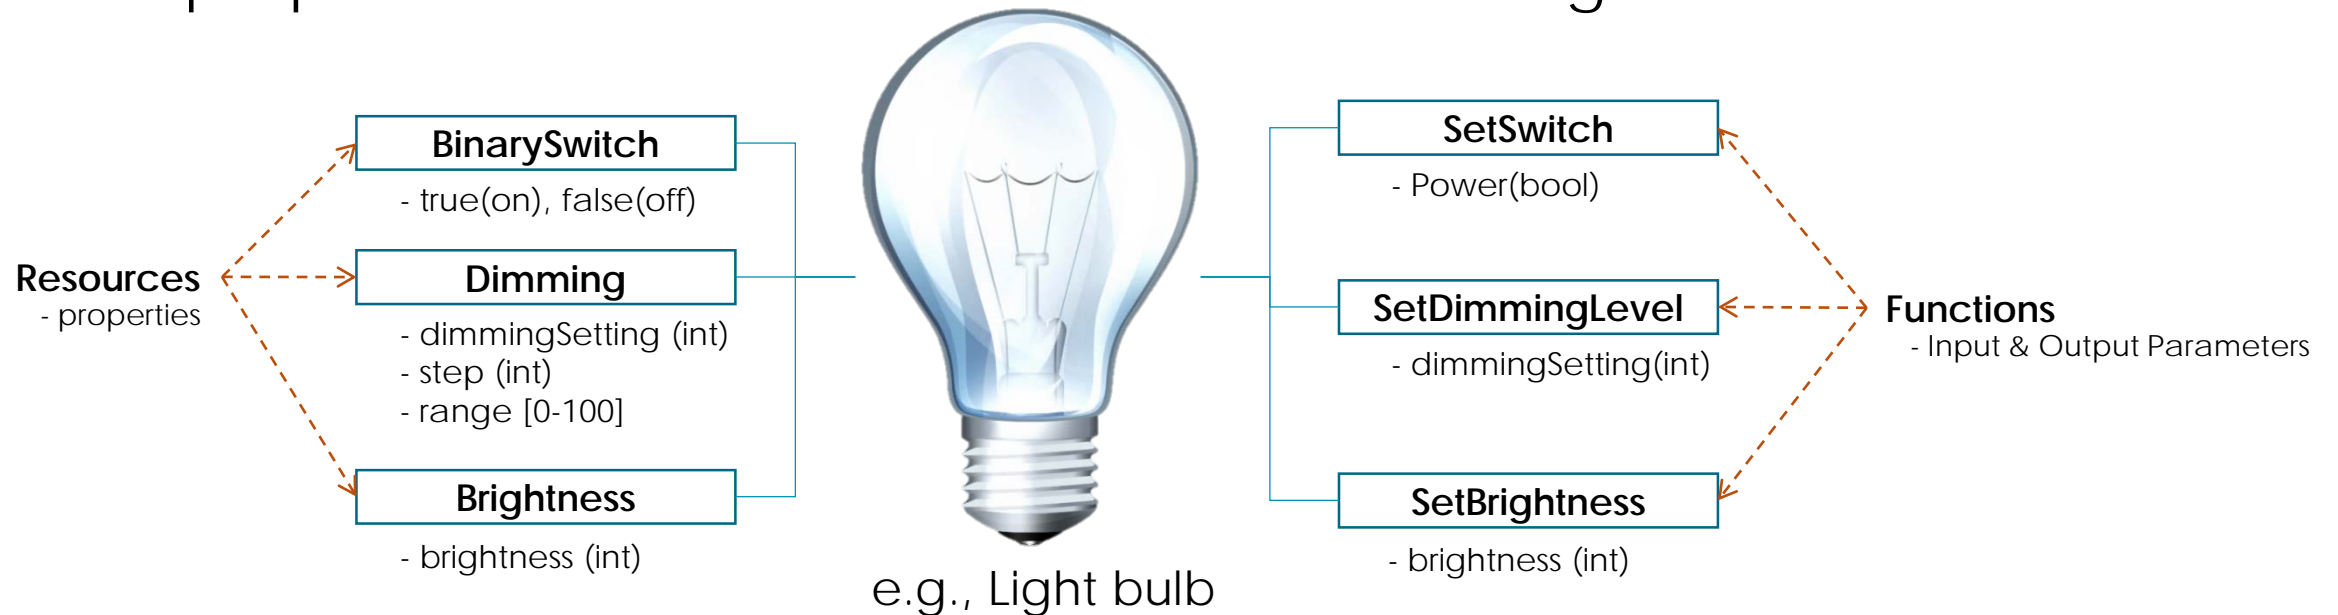 Resources
- properties
BinarySwitch
- true(on), false(off)
Dimming
- dimmingSetting (int)
- step (int)
- range [0-100]
Brightness
- brightness (int)
e.g., Light bulb
SetSwitch
- Power(bool)
SetDimmingLevel
- dimmingSetting(int)
SetBrightness
- brightness (int)
Functions
- Input & Output Parameters